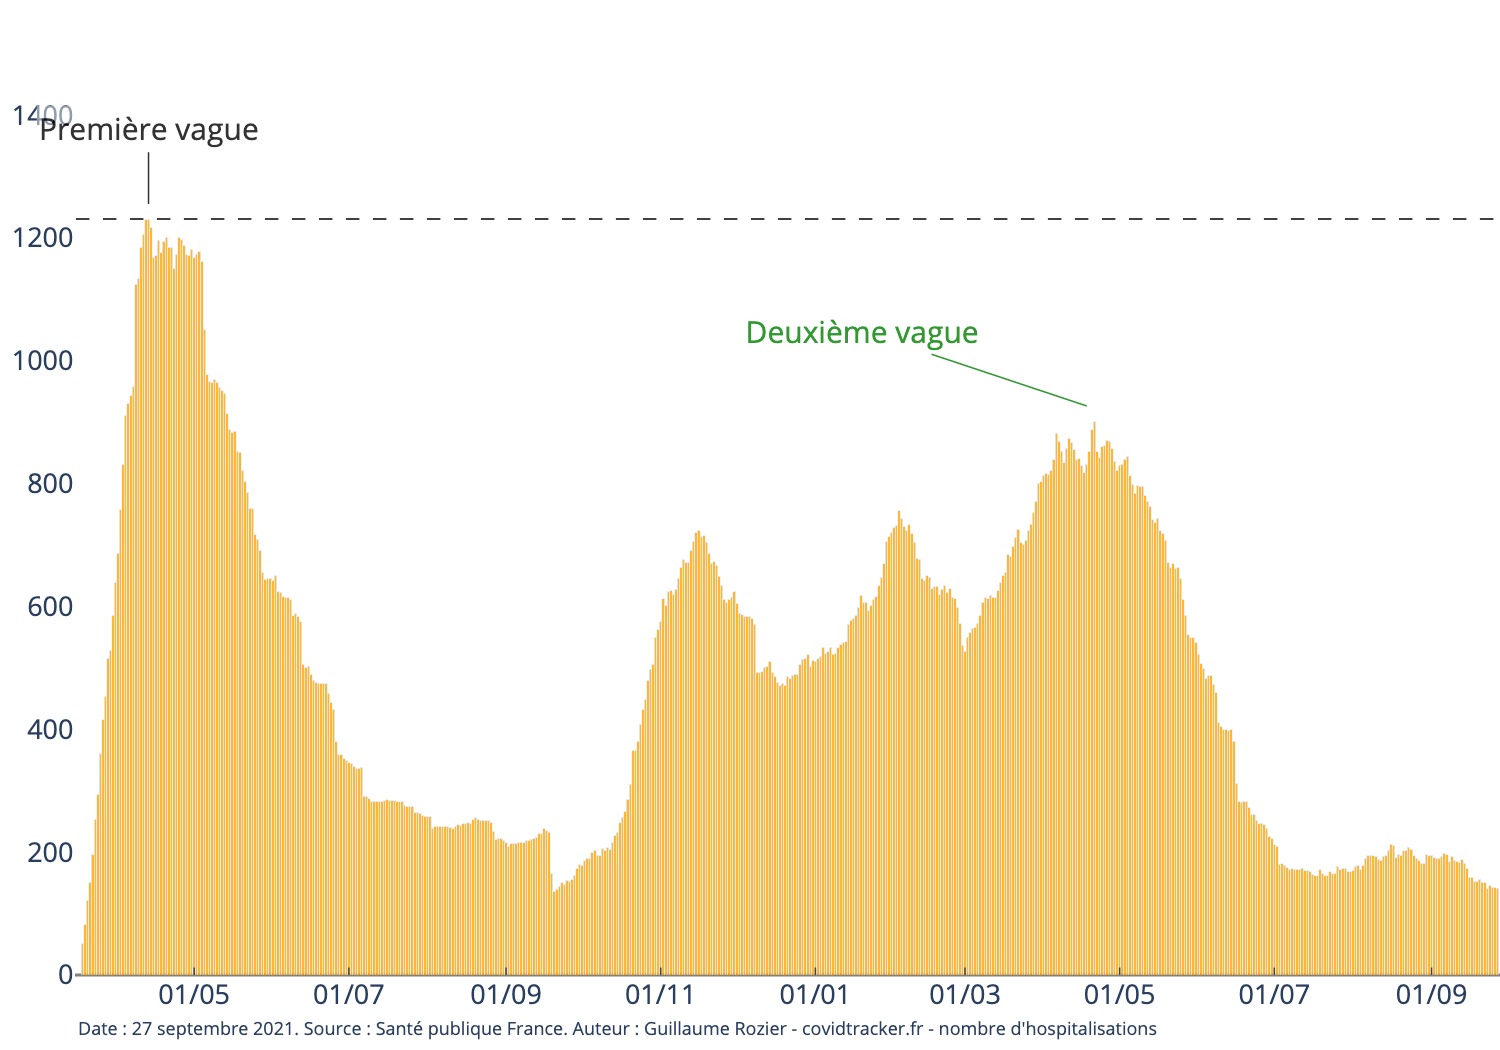 1400
Première vague
1200
Deuxième vague
1000
800
600
400
200
0
01/05 01/07 01/09 01/11 01/01 01/03 01/05 01/07 01/09
Date : 27 septembre 2021. Source : Santé publique France. Auteur : Guillaume Rozier - covidtracker.fr - nombre d'hospitalisations